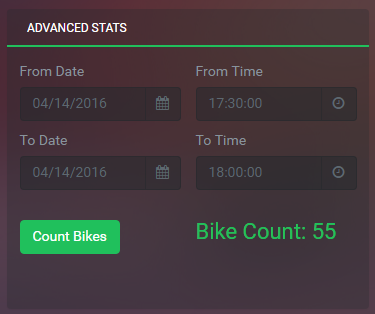 ADVANCED STATS
From Date From Time
04/14/2016 17:30:00
To Date To Time
04/14/2016 18:00:00
Count Bikes Bike Count: 55